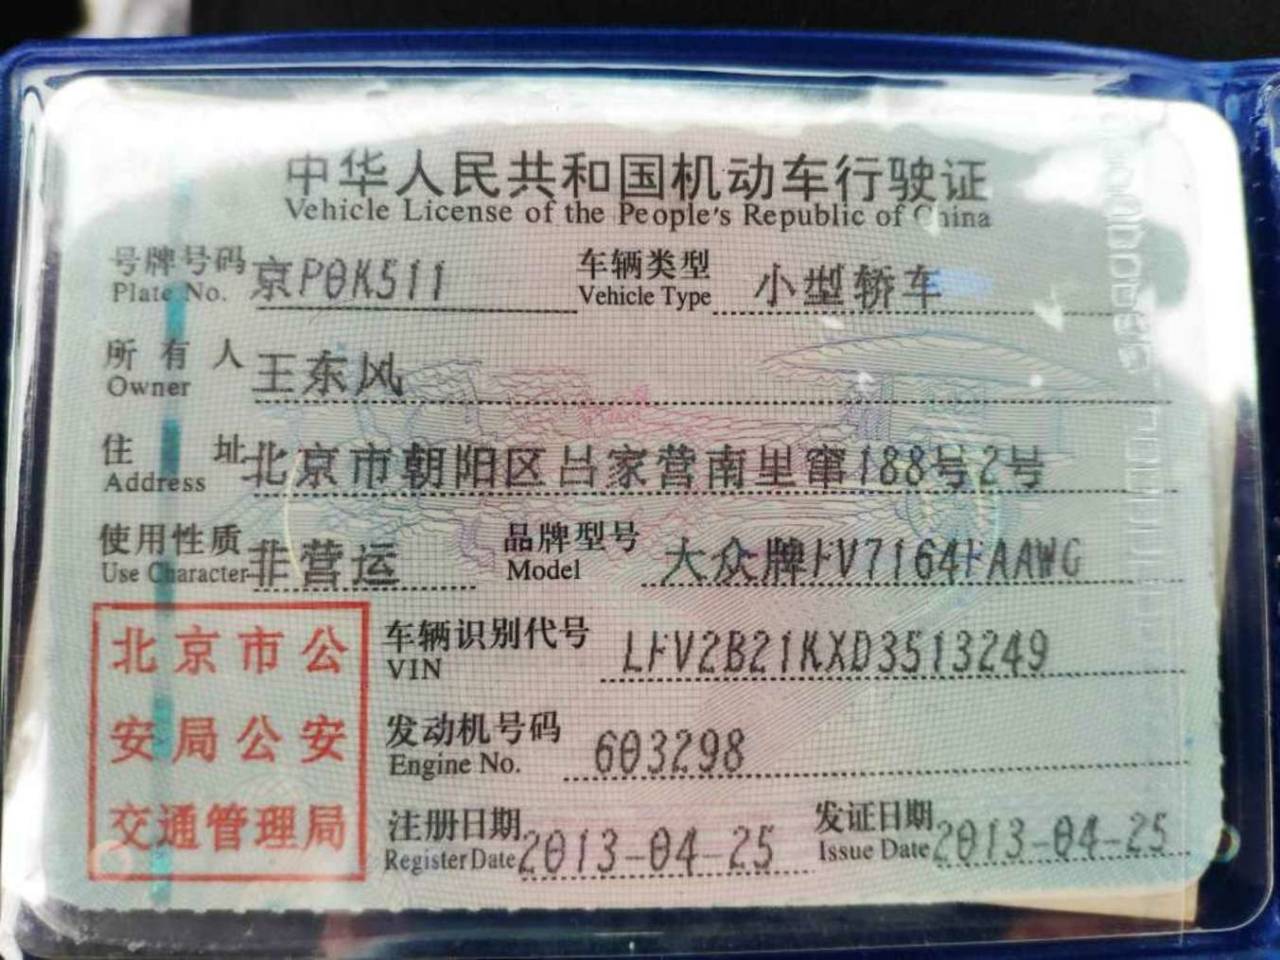 中华人民共和国机动车行驶证
Vehicle License of the People's Republic of China
号牌号码 京P0K511 车辆类型 小型轿车
Plate No. Vehicle Type
所有人 王东风
Owner
住址 北京市朝阳区吕家营南里甯188号2号
Address
使用性质 非营运 品牌型号 大众牌FV7164FAAWG
Use Character Model
北京市公
安局公安
交通管理局
车辆识别代号 LFV2B21KXD3513249
VIN
发动机号码 603298
Engine No.
注册日期 2013-04-25 发证日期 2013-04-25
Register Date Issue Date